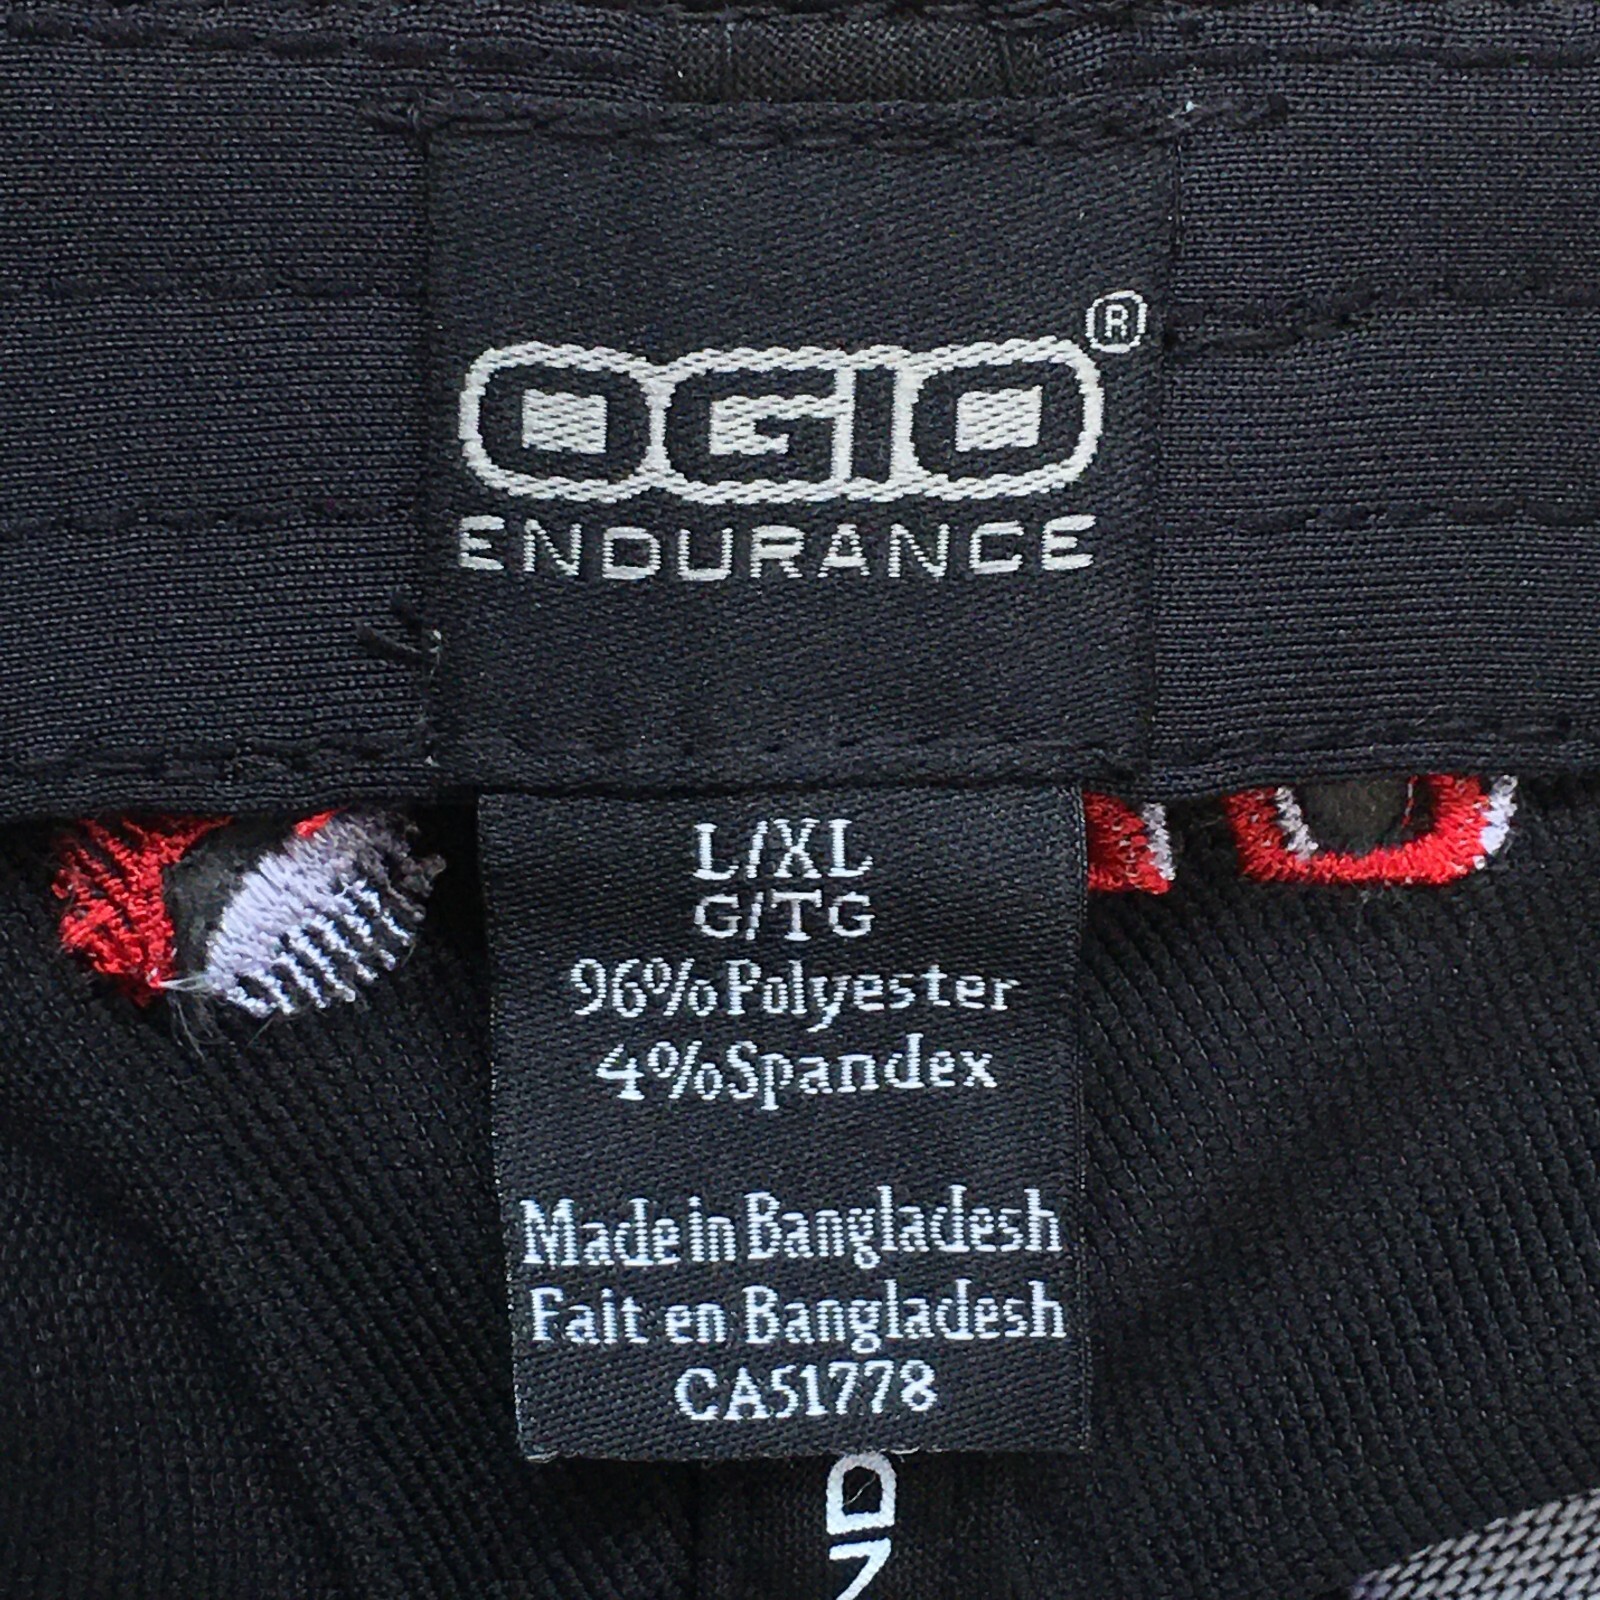 OGIO®
ENDURANCE
L/XL
G/TG
96% Polyester
4% Spandex
Made in Bangladesh
Fait en Bangladesh
CA51778